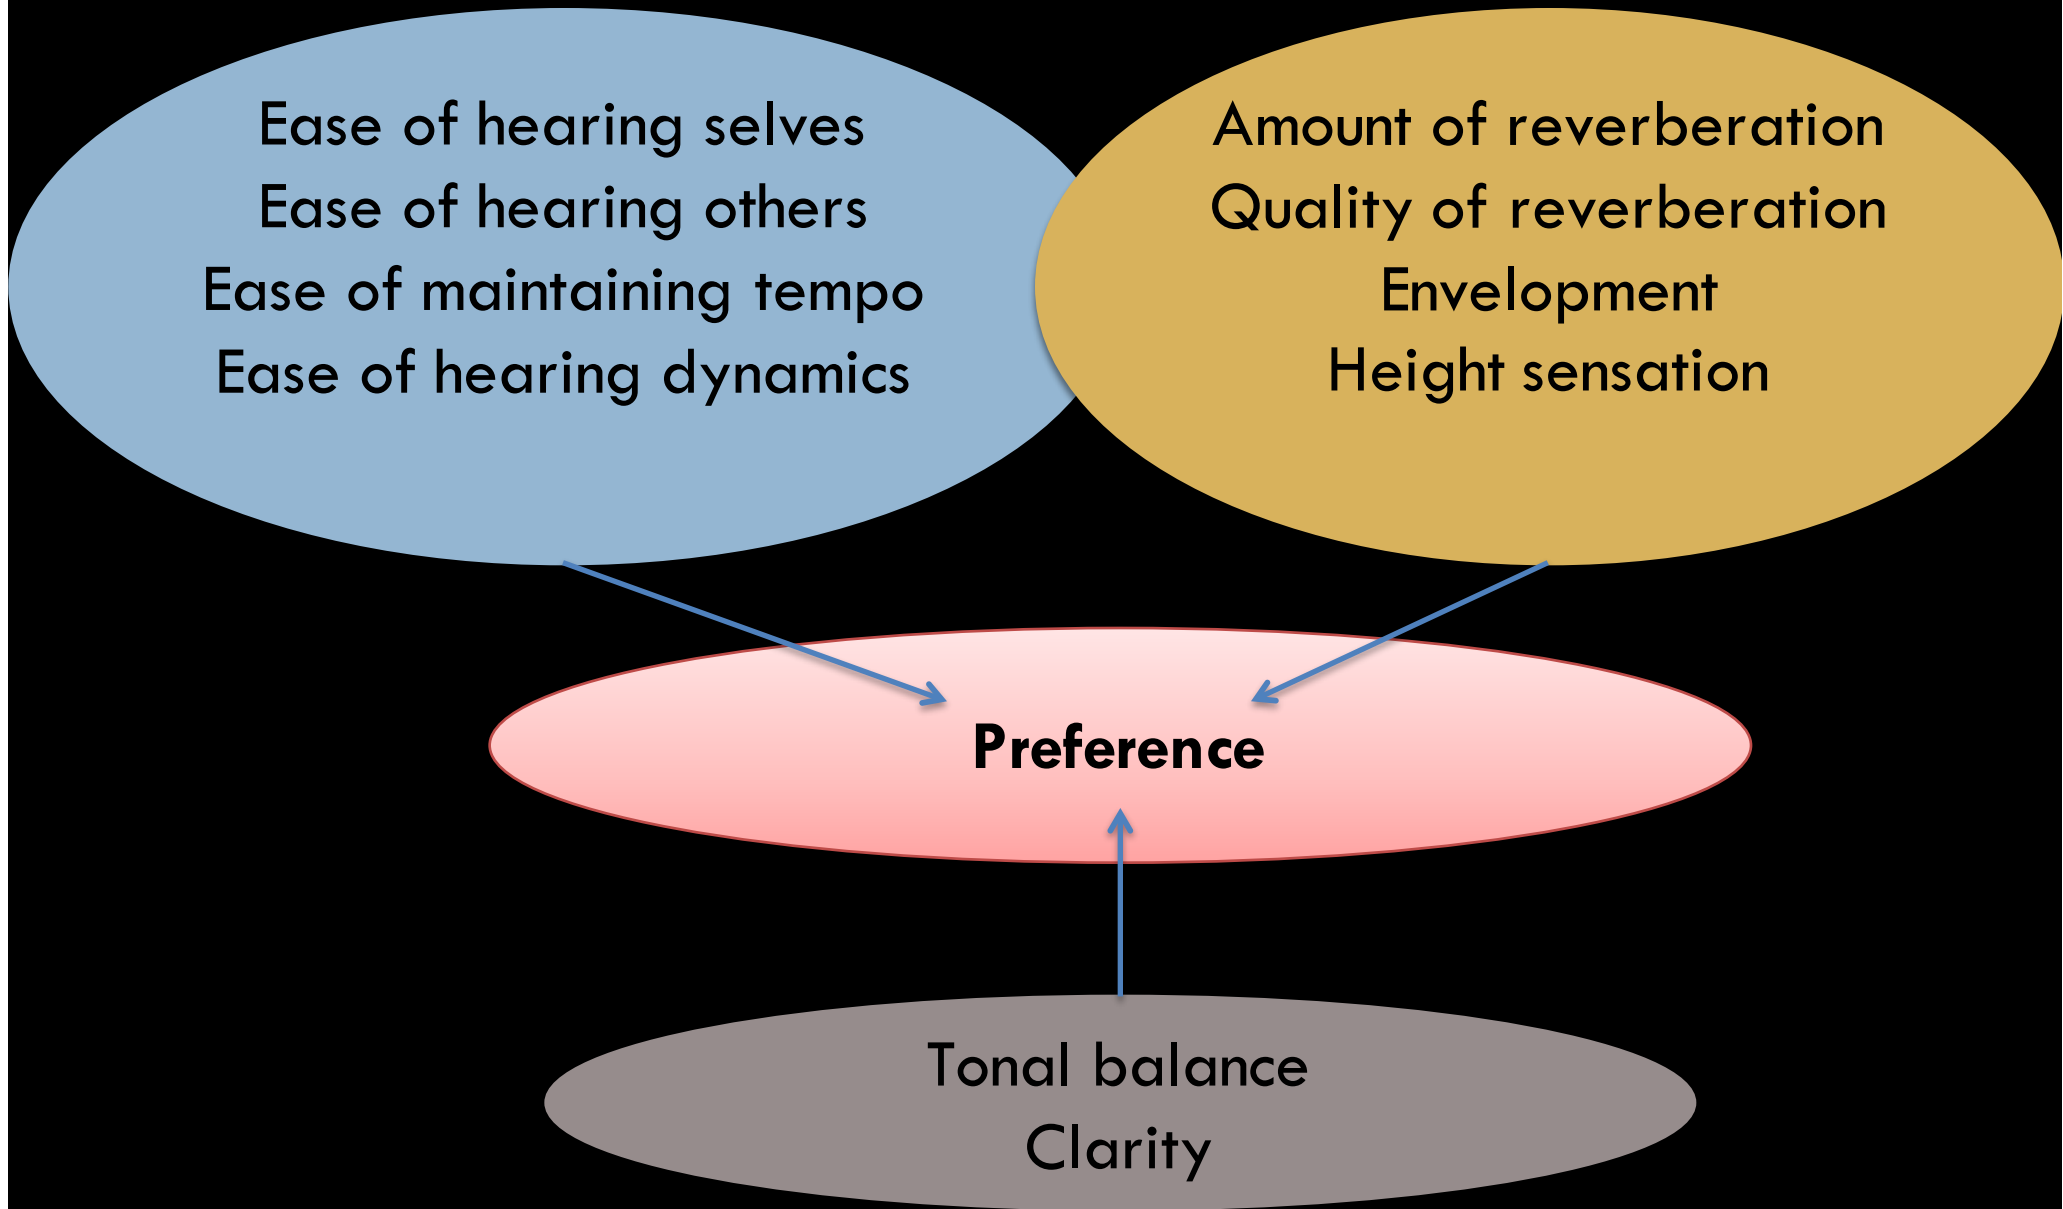 Ease of hearing selves
Ease of hearing others
Ease of maintaining tempo
Ease of hearing dynamics
Amount of reverberation
Quality of reverberation
Envelopment
Height sensation
Preference
Tonal balance
Clarity